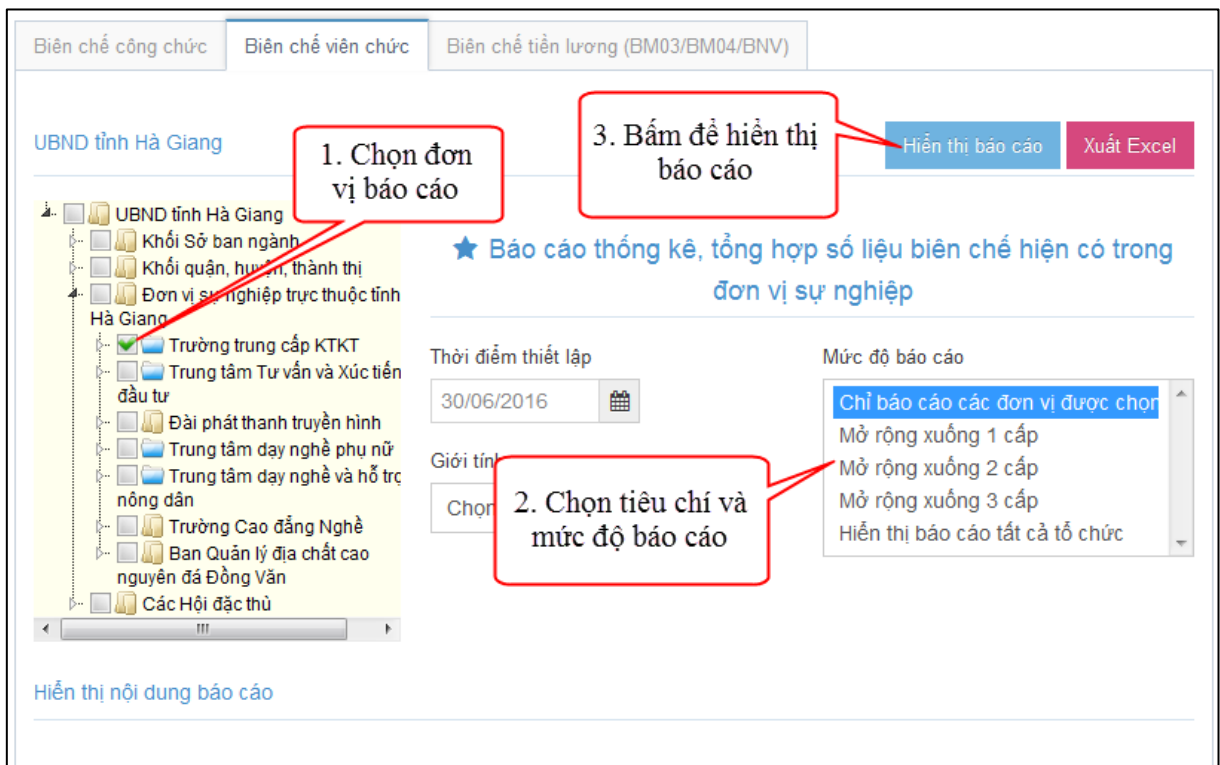 Biên chế công chức
Biên chế viên chức
Biên chế tiền lương (BM03/BM04/BNV)
UBND tỉnh Hà Giang
1. Chọn đơn
vị báo cáo
3. Bấm để hiển thị
báo cáo
Hiển thị báo cáo
Xuất Excel
UBND tỉnh Hà Giang
Khối Sở ban ngành
Khối quận, huyện, thành thị
Đơn vị sự nghiệp trực thuộc tỉnh
Hà Giang
Trường trung cấp KTKT
Trung tâm Tư vấn và Xúc tiến
đầu tư
Đài phát thanh truyền hình
Trung tâm dạy nghề phụ nữ
Trung tâm dạy nghề và hỗ trợ
nông dân
Trường Cao đẳng Nghề
Ban Quản lý địa chất cao
nguyên đá Đồng Văn
Các Hội đặc thù
★ Báo cáo thống kê, tổng hợp số liệu biên chế hiện có trong
đơn vị sự nghiệp
Thời điểm thiết lập
30/06/2016
Giới tính
Chọn
2. Chọn tiêu chí và
mức độ báo cáo
Mức độ báo cáo
Chỉ báo cáo các đơn vị được chọn
Mở rộng xuống 1 cấp
Mở rộng xuống 2 cấp
Mở rộng xuống 3 cấp
Hiển thị báo cáo tất cả tổ chức
Hiển thị nội dung báo cáo